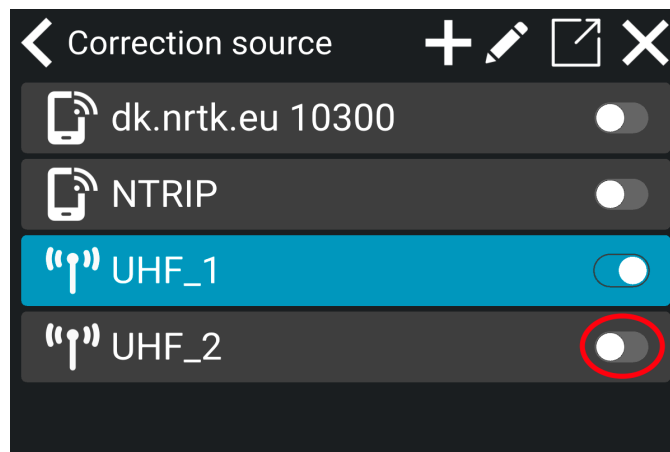 Correction source
dk.nrtk.eu 10300
NTRIP
UHF_1
UHF_2